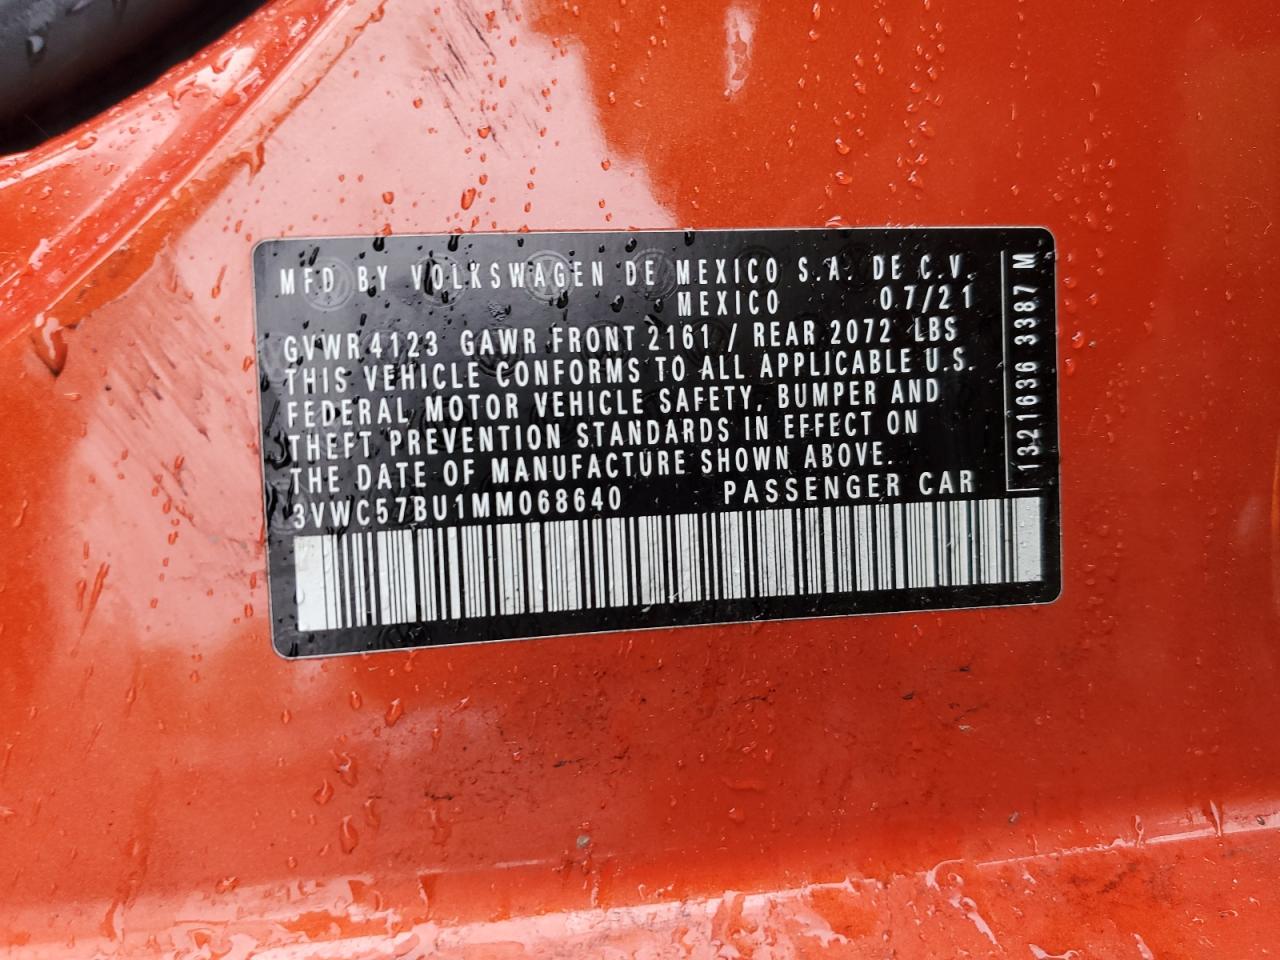 MFD BY VOLKSWAGEN DE MEXICO S.A. DE C.V.
MEXICO 07/21
GVWR 4123 GAWR FRONT 2161 / REAR 2072 LBS
THIS VEHICLE CONFORMS TO ALL APPLICABLE U.S.
FEDERAL MOTOR VEHICLE SAFETY, BUMPER AND
THEFT PREVENTION STANDARDS IN EFFECT ON
THE DATE OF MANUFACTURE SHOWN ABOVE.
3VWC57BU1MM068640 PASSENGER CAR
1321636 3387 M